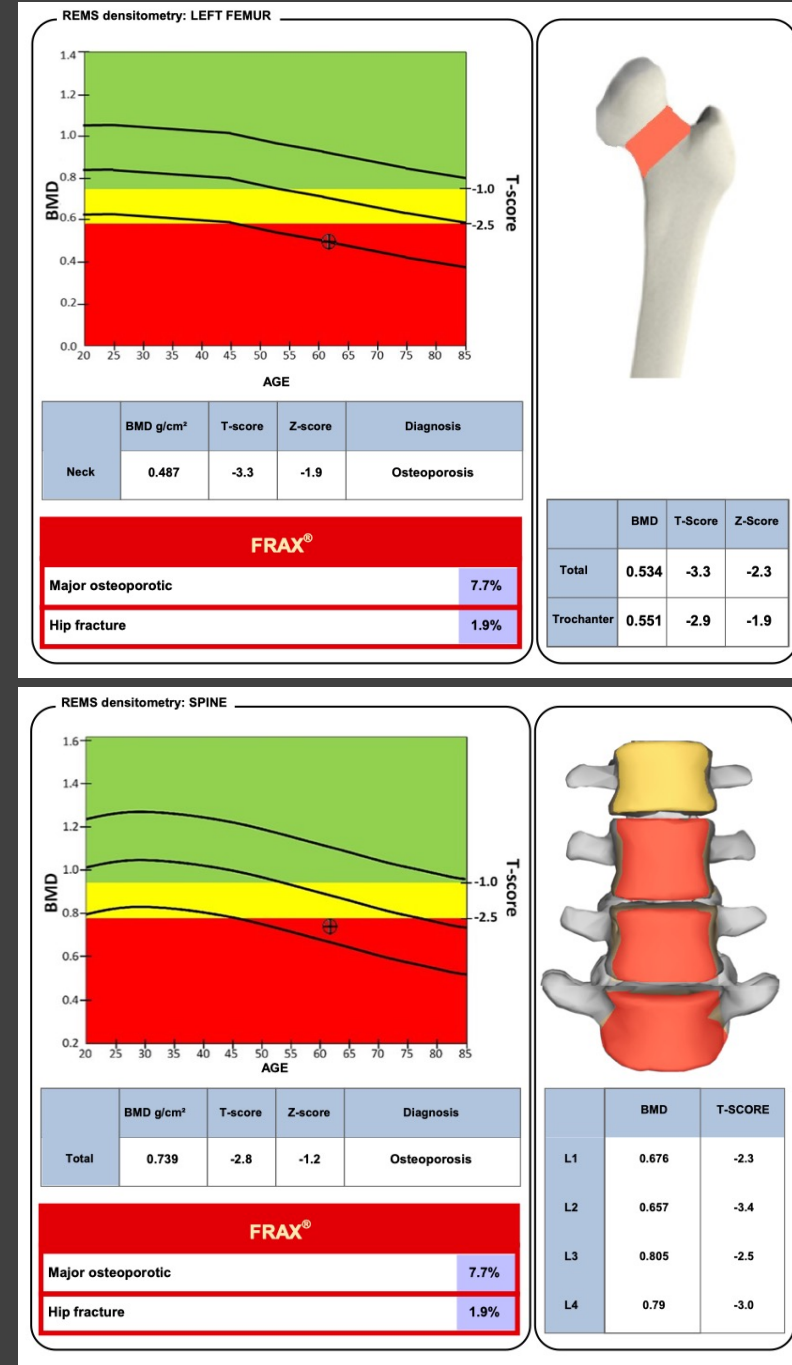 REMS densitometry: LEFT FEMUR
1.4
1.2
1.0
0.8
0.6
0.4
0.2
0.0
BMD
-1.0
-2.5
T-score
20 25 30 35 40 45 50 55 60 65 70 75 80 85
AGE
BMD g/cm² T-score Z-score Diagnosis
Neck 0.487 -3.3 -1.9 Osteoporosis
FRAX®
Major osteoporotic 7.7%
Hip fracture 1.9%
BMD T-Score Z-Score
Total 0.534 -3.3 -2.3
Trochanter 0.551 -2.9 -1.9
REMS densitometry: SPINE
1.6
1.4
1.2
1.0
0.8
0.6
0.4
0.2
BMD
-1.0
-2.5
T-score
20 25 30 35 40 45 50 55 60 65 70 75 80 85
AGE
BMD g/cm² T-score Z-score Diagnosis
Total 0.739 -2.8 -1.2 Osteoporosis
FRAX®
Major osteoporotic 7.7%
Hip fracture 1.9%
BMD T-SCORE
L1 0.676 -2.3
L2 0.657 -3.4
L3 0.805 -2.5
L4 0.79 -3.0